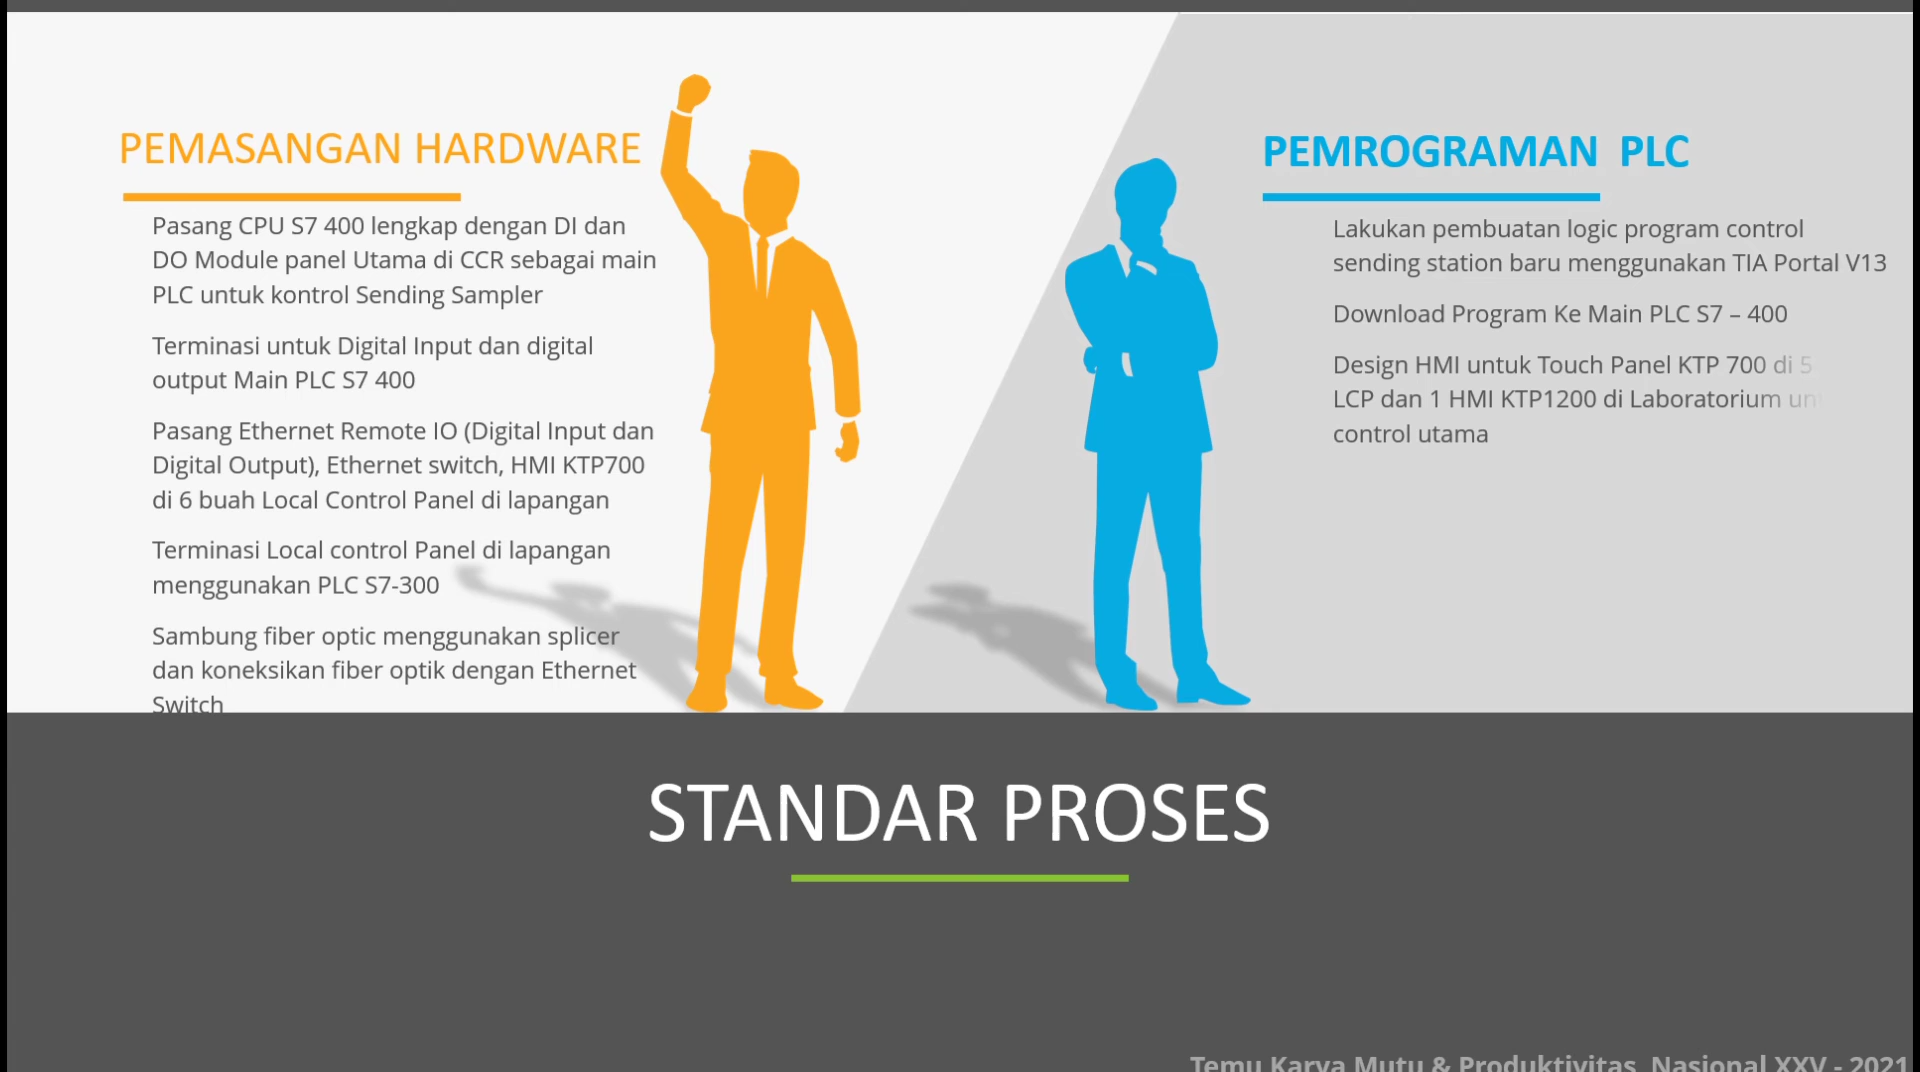 PEMASANGAN HARDWARE
Pasang CPU S7 400 lengkap dengan DI dan
DO Module panel Utama di CCR sebagai main
PLC untuk kontrol Sending Sampler
Terminasi untuk Digital Input dan digital
output Main PLC S7 400
Pasang Ethernet Remote IO (Digital Input dan
Digital Output), Ethernet switch, HMI KTP700
di 6 buah Local Control Panel di lapangan
Terminasi Local control Panel di lapangan
menggunakan PLC S7-300
Sambung fiber optic menggunakan splicer
dan koneksikan fiber optik dengan Ethernet
Switch
PEMROGRAMAN PLC
Lakukan pembuatan logic program control
sending station baru menggunakan TIA Portal V13
Download Program Ke Main PLC S7 – 400
Design HMI untuk Touch Panel KTP 700 di 5
LCP dan 1 HMI KTP1200 di Laboratorium
control utama
STANDAR PROSES
Temu Karya Mutu & Produktivitas Nasional XXV - 2021